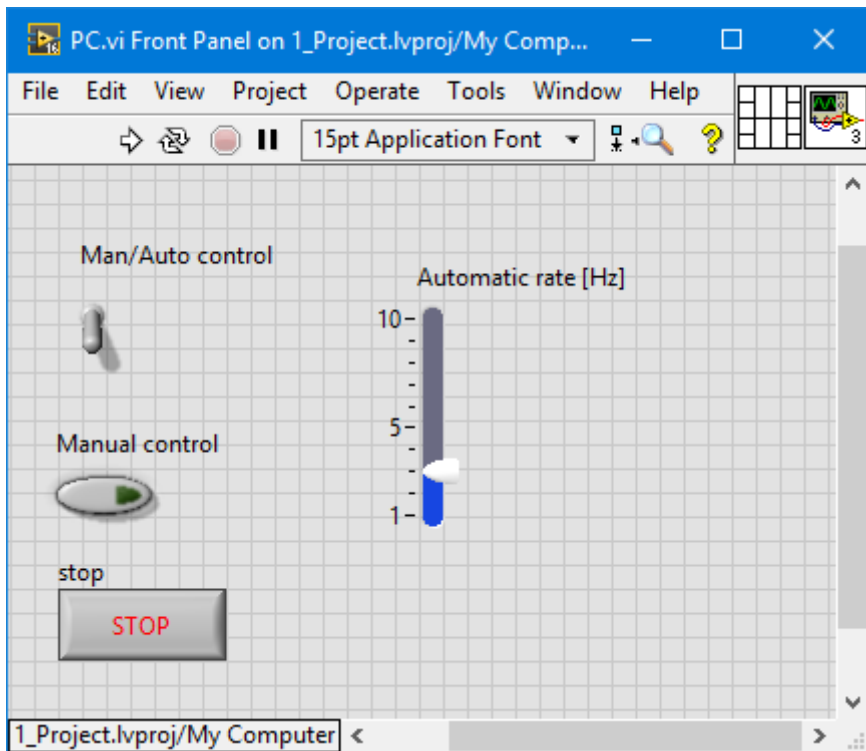 PC.vi Front Panel on 1_Project.lvproj/My Comp...
File Edit View Project Operate Tools Window Help
15pt Application Font
16
3
Man/Auto control
Automatic rate [Hz]
10
5
1
Manual control
stop
STOP
1_Project.lvproj/My Computer